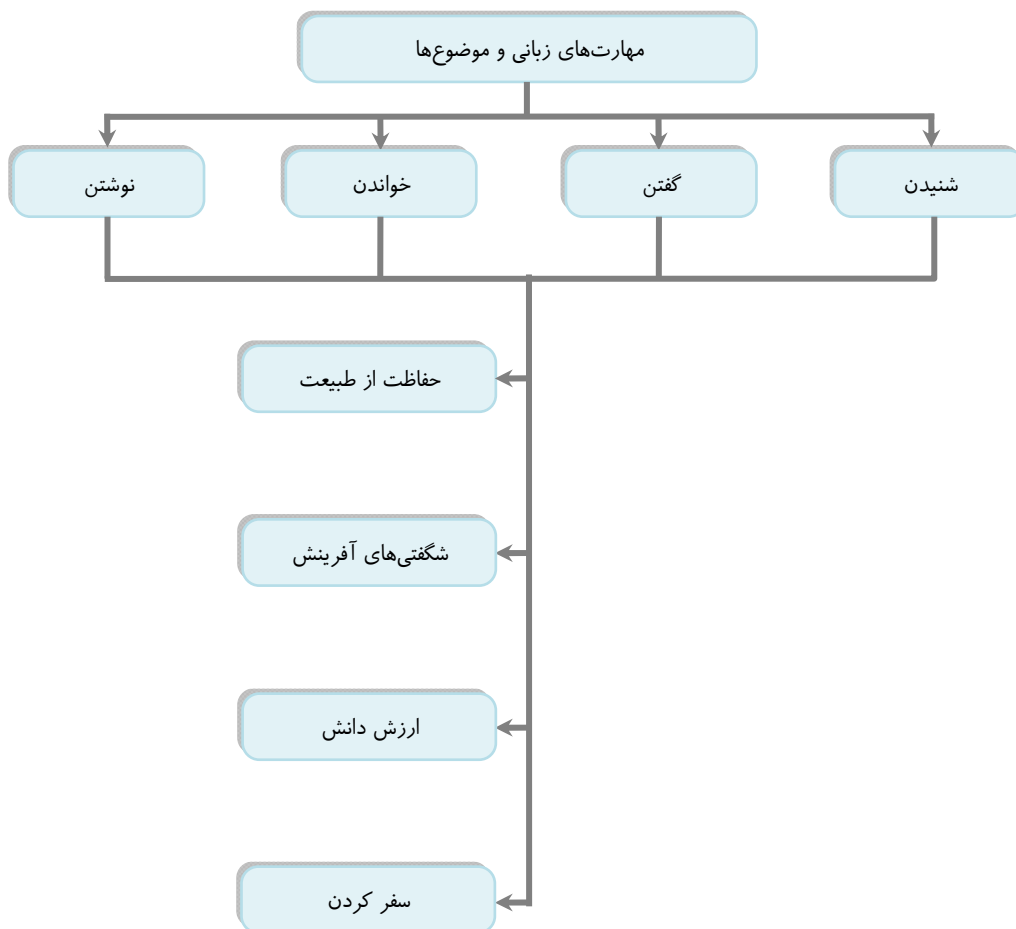 مهارت‌های زبانی و موضوع‌ها
شنیدن
گفتن
خواندن
نوشتن
حفاظت از طبیعت
شگفتی‌های آفرینش
ارزش دانش
سفر کردن